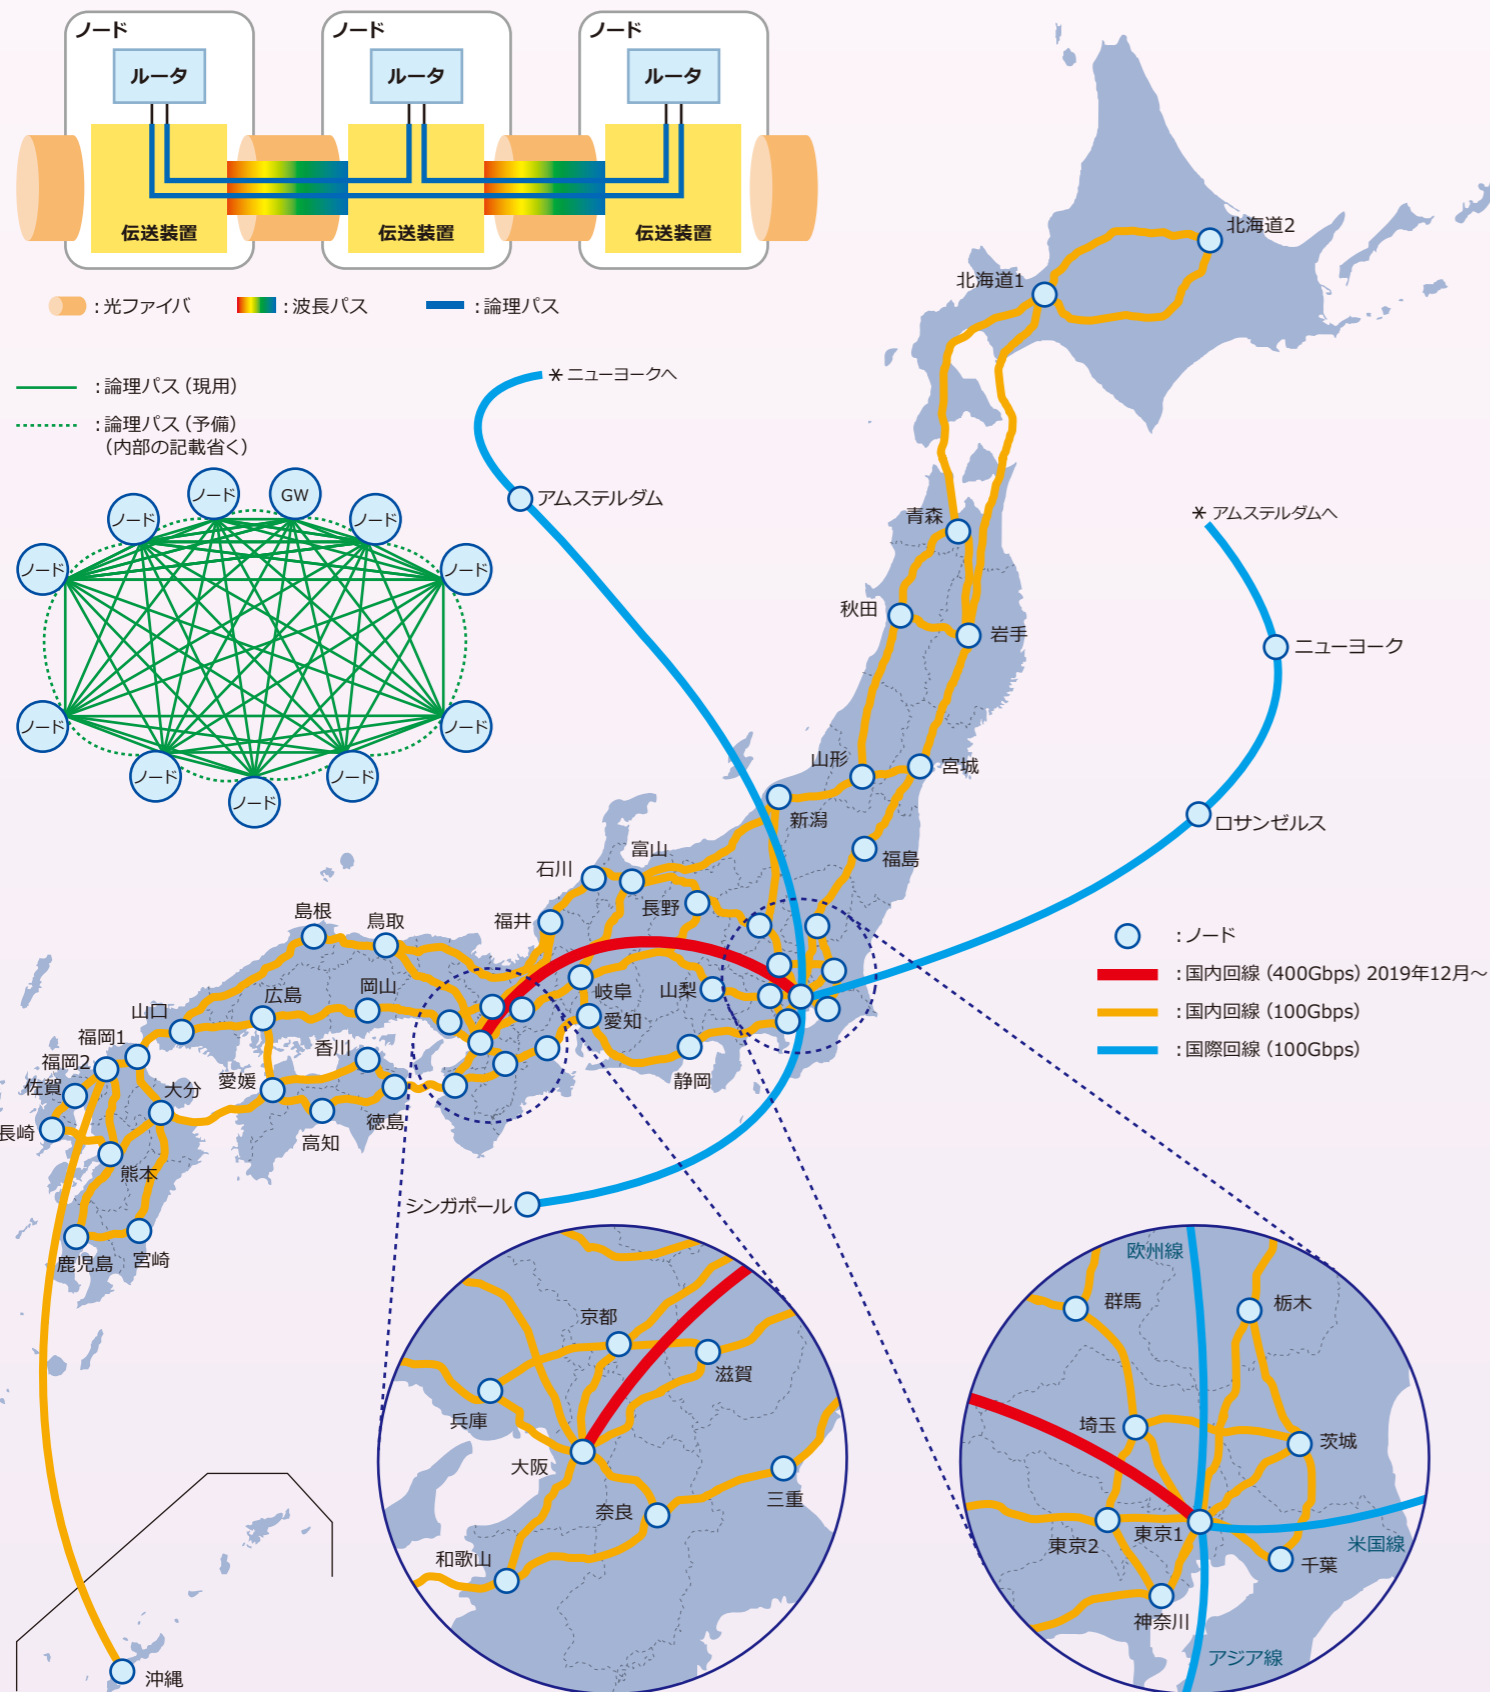 ノード
ノード
ノード
ルータ
ルータ
ルータ
伝送装置
伝送装置
伝送装置
:光ファイバ
:波長パス
:論理パス
:論理パス(現用)
:論理パス(予備)
(内部の記載省く)
ノード
GW
ノード
ノード
ノード
ノード
ノード
ノード
ノード
ノード
ノード
＊ニューヨークへ
アムステルダム
＊アムステルダムへ
ニューヨーク
ロサンゼルス
シンガポール
北海道2
北海道1
青森
秋田
岩手
山形
宮城
新潟
福島
石川
富山
長野
福井
島根
鳥取
岡山
広島
山口
岐阜
山梨
愛知
静岡
福岡1
福岡2
佐賀
長崎
大分
愛媛
香川
徳島
高知
熊本
鹿児島
宮崎
沖縄
:ノード
:国内回線(400Gbps)2019年12月～
:国内回線(100Gbps)
:国際回線(100Gbps)
京都
滋賀
兵庫
大阪
奈良
三重
和歌山
欧州線
群馬
栃木
埼玉
茨城
東京2
東京1
米国線
千葉
神奈川
アジア線